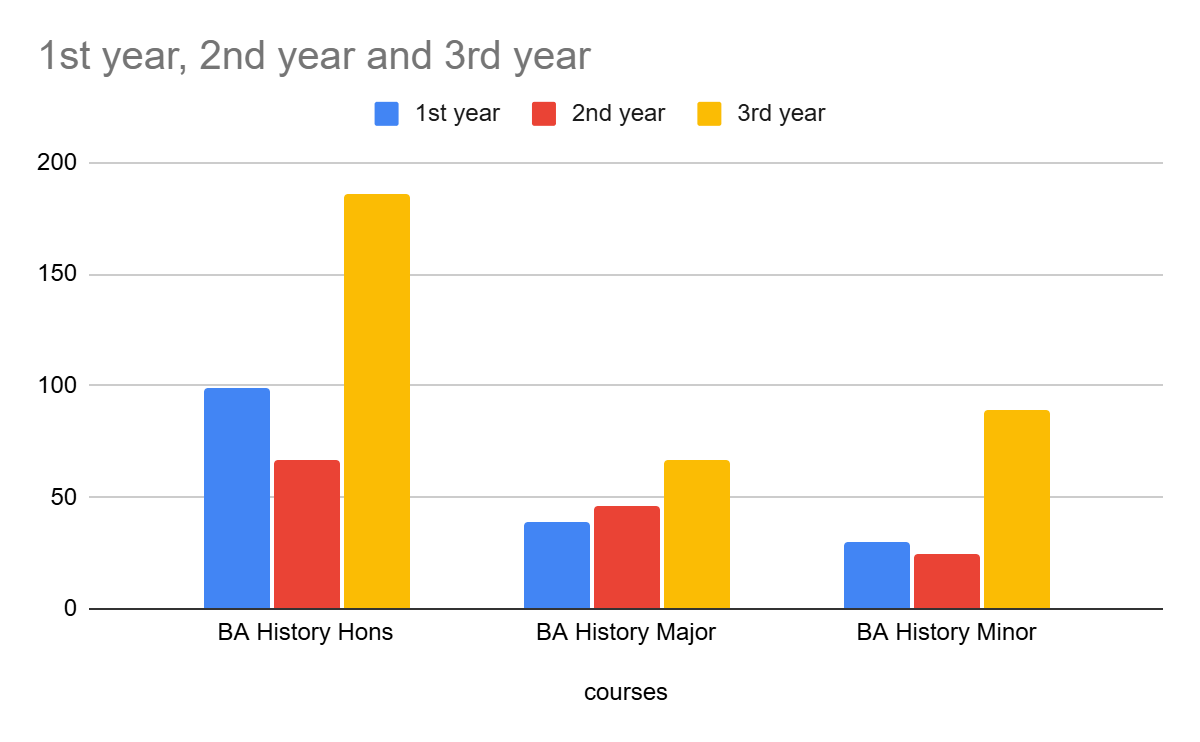 1st year, 2nd year and 3rd year
1st year 2nd year 3rd year
200
150
100
50
0
BA History Hons BA History Major BA History Minor
courses